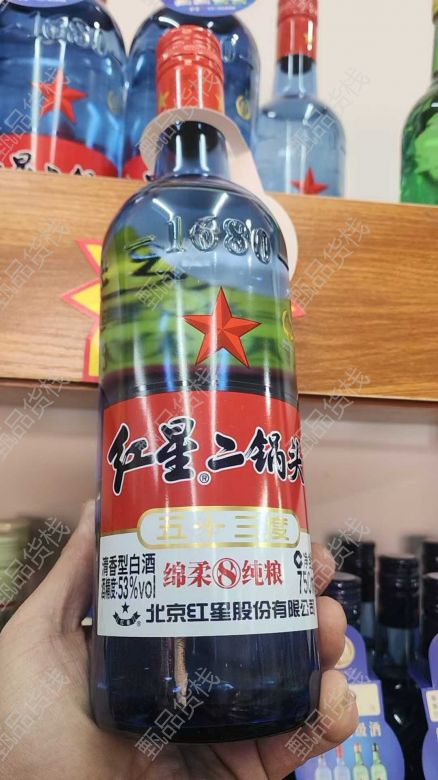 1680
红星®二锅头
五十三度
清香型白酒
酒精度:53%vol
绵柔8纯粮
北京红星股份有限公司
甄品货栈